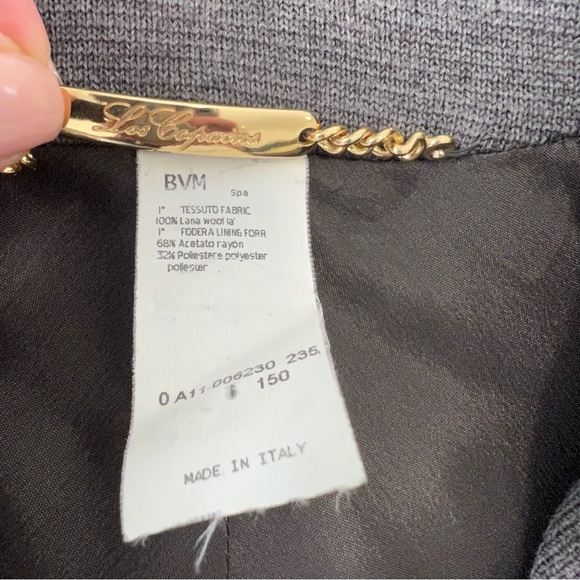 Les Copains
BVM
Spa
1° TESSUTO FABRIC
100% Lana wool la'
1° FODERA LINING FORR
68% Acetato rayon
32% Poliestere polyester
poliester
0 A11 006230 235
150
MADE IN ITALY